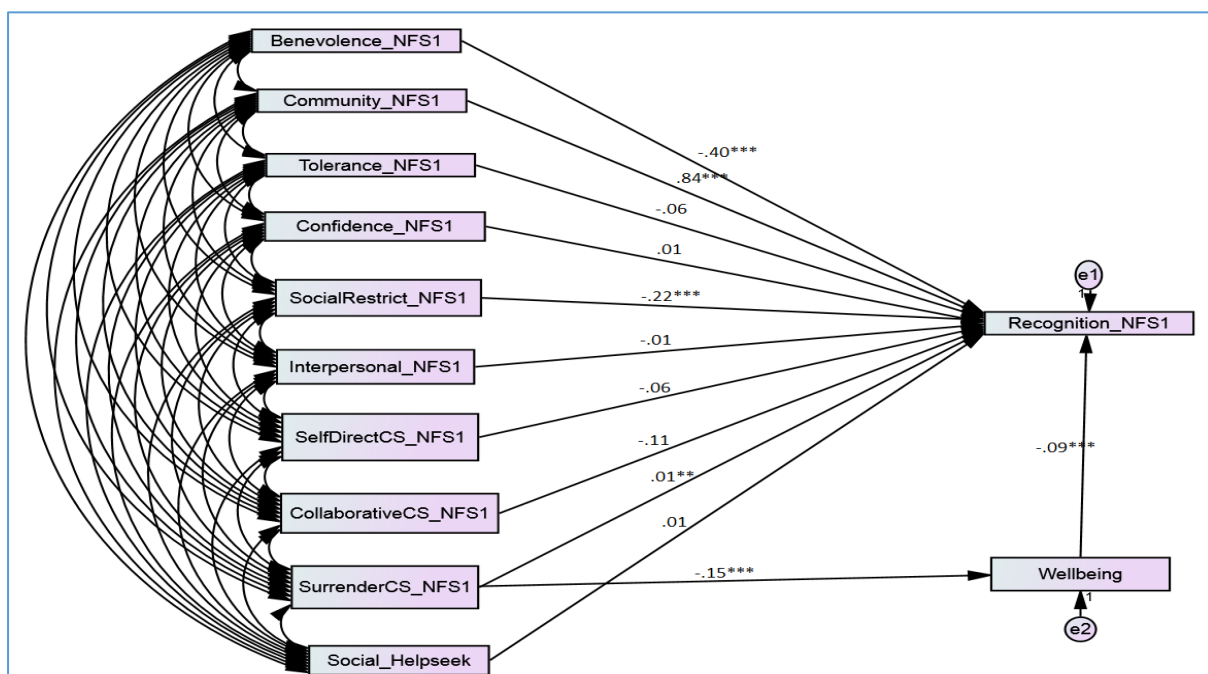 Benevolence_NFS1
Community_NFS1
-.40***
.84***
Tolerance_NFS1
-.06
Confidence_NFS1
.01
e1
1
SocialRestrict_NFS1
-.22***
Recognition_NFS1
Interpersonal_NFS1
-.01
-.06
SelfDirectCS_NFS1
-.11
-.09***
.01**
CollaborativeCS_NFS1
.01
SurrenderCS_NFS1
-.15***
Wellbeing
1
e2
Social_Helpseek